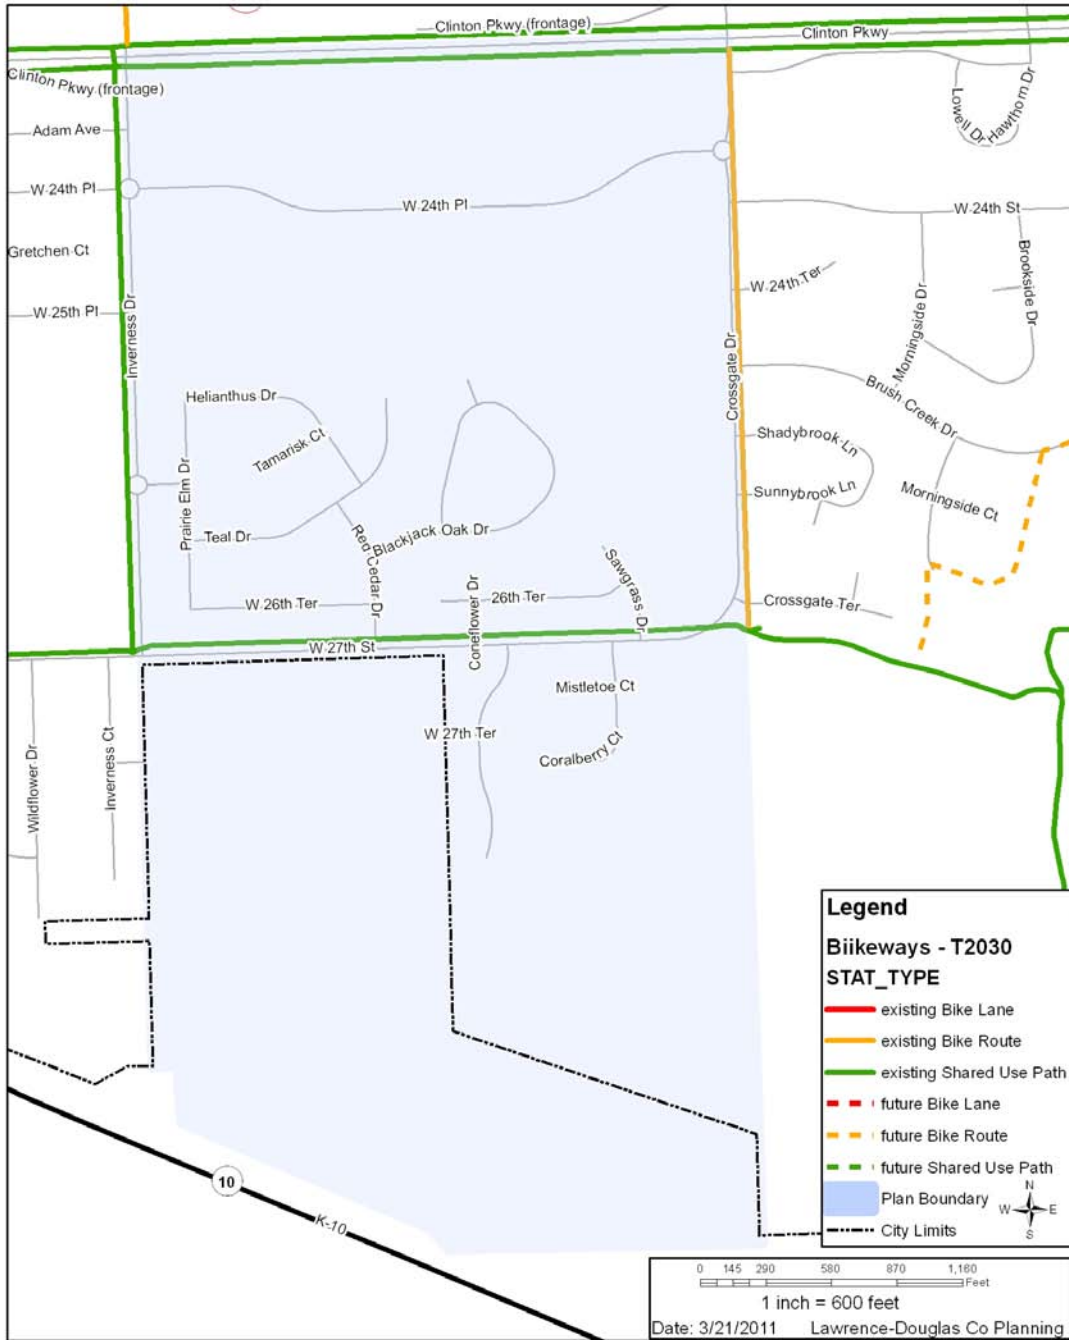 Clinton Pkwy (frontage)
Clinton Pkwy
Clinton Pkwy (frontage)
Adam Ave
W 24th Pl
Gretchen Ct
W 25th Pl
Inverness Dr
W 24th Pl
Lowell Dr
Hawthorn Dr
W 24th St
W 24th Ter
Brookside Dr
Morningside Dr
Crossgate Dr
Brush Creek Dr
Shadybrook Ln
Sunnybrook Ln
Morningside Ct
Crossgate Ter
Helianthus Dr
Tamarisk Ct
Prairie Elm Dr
Teal Dr
Red Cedar Dr
Blackjack Oak Dr
W 26th Ter
26th Ter
Coneflower Dr
Sawgrass Dr
W 27th St
Mistletoe Ct
W 27th Ter
Coralberry Ct
Wildflower Dr
Inverness Ct
10
K-10
Legend
Biikeways - T2030
STAT_TYPE
existing Bike Lane
existing Bike Route
existing Shared Use Path
future Bike Lane
future Bike Route
future Shared Use Path
Plan Boundary
City Limits
N
W E
S
0 145 290 580 870 1,160
Feet
1 inch = 600 feet
Date: 3/21/2011 Lawrence-Douglas Co Planning